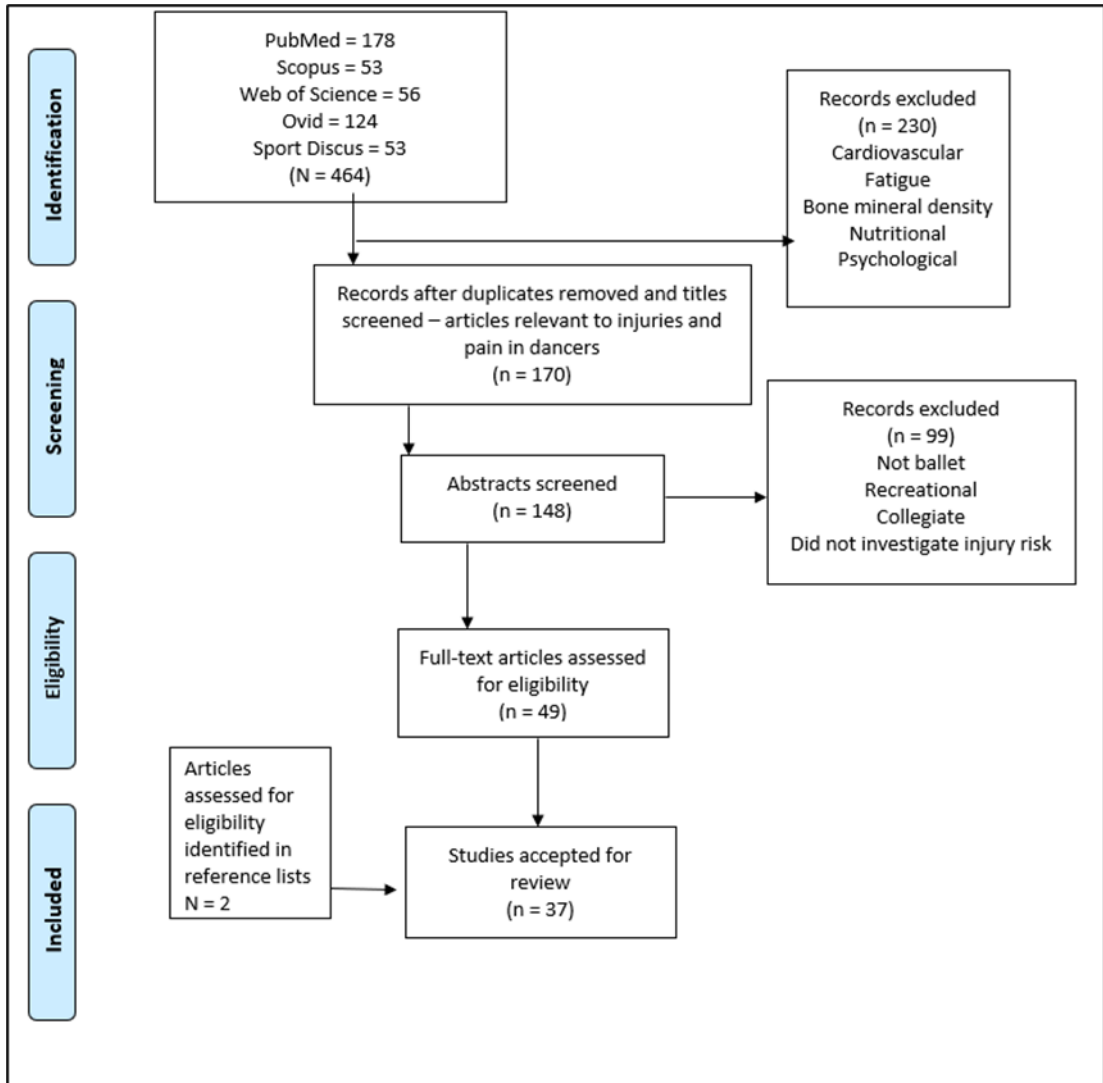 Identification
PubMed = 178
Scopus = 53
Web of Science = 56
Ovid = 124
Sport Discus = 53
(N = 464)
Records excluded
(n = 230)
Cardiovascular
Fatigue
Bone mineral density
Nutritional
Psychological
Screening
Records after duplicates removed and titles
screened – articles relevant to injuries and
pain in dancers
(n = 170)
Abstracts screened
(n = 148)
Records excluded
(n = 99)
Not ballet
Recreational
Collegiate
Did not investigate injury risk
Eligibility
Full-text articles assessed
for eligibility
(n = 49)
Included
Articles
assessed for
eligibility
identified in
reference lists
N = 2
Studies accepted for
review
(n = 37)